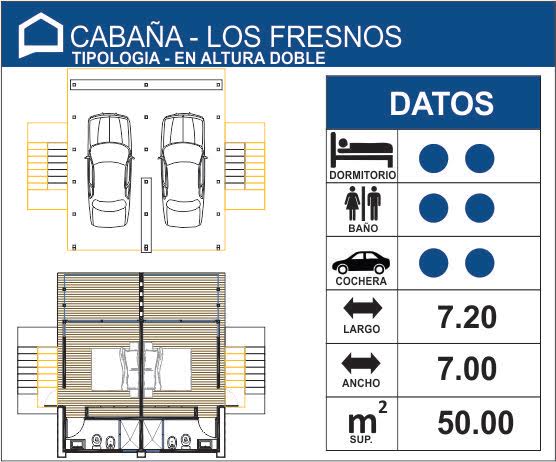 CABAÑA - LOS FRESNOS
TIPOLOGIA - EN ALTURA DOBLE
DATOS
DORMITORIO
BAÑO
COCHERA
LARGO
7.20
ANCHO
7.00
m²
SUP.
50.00